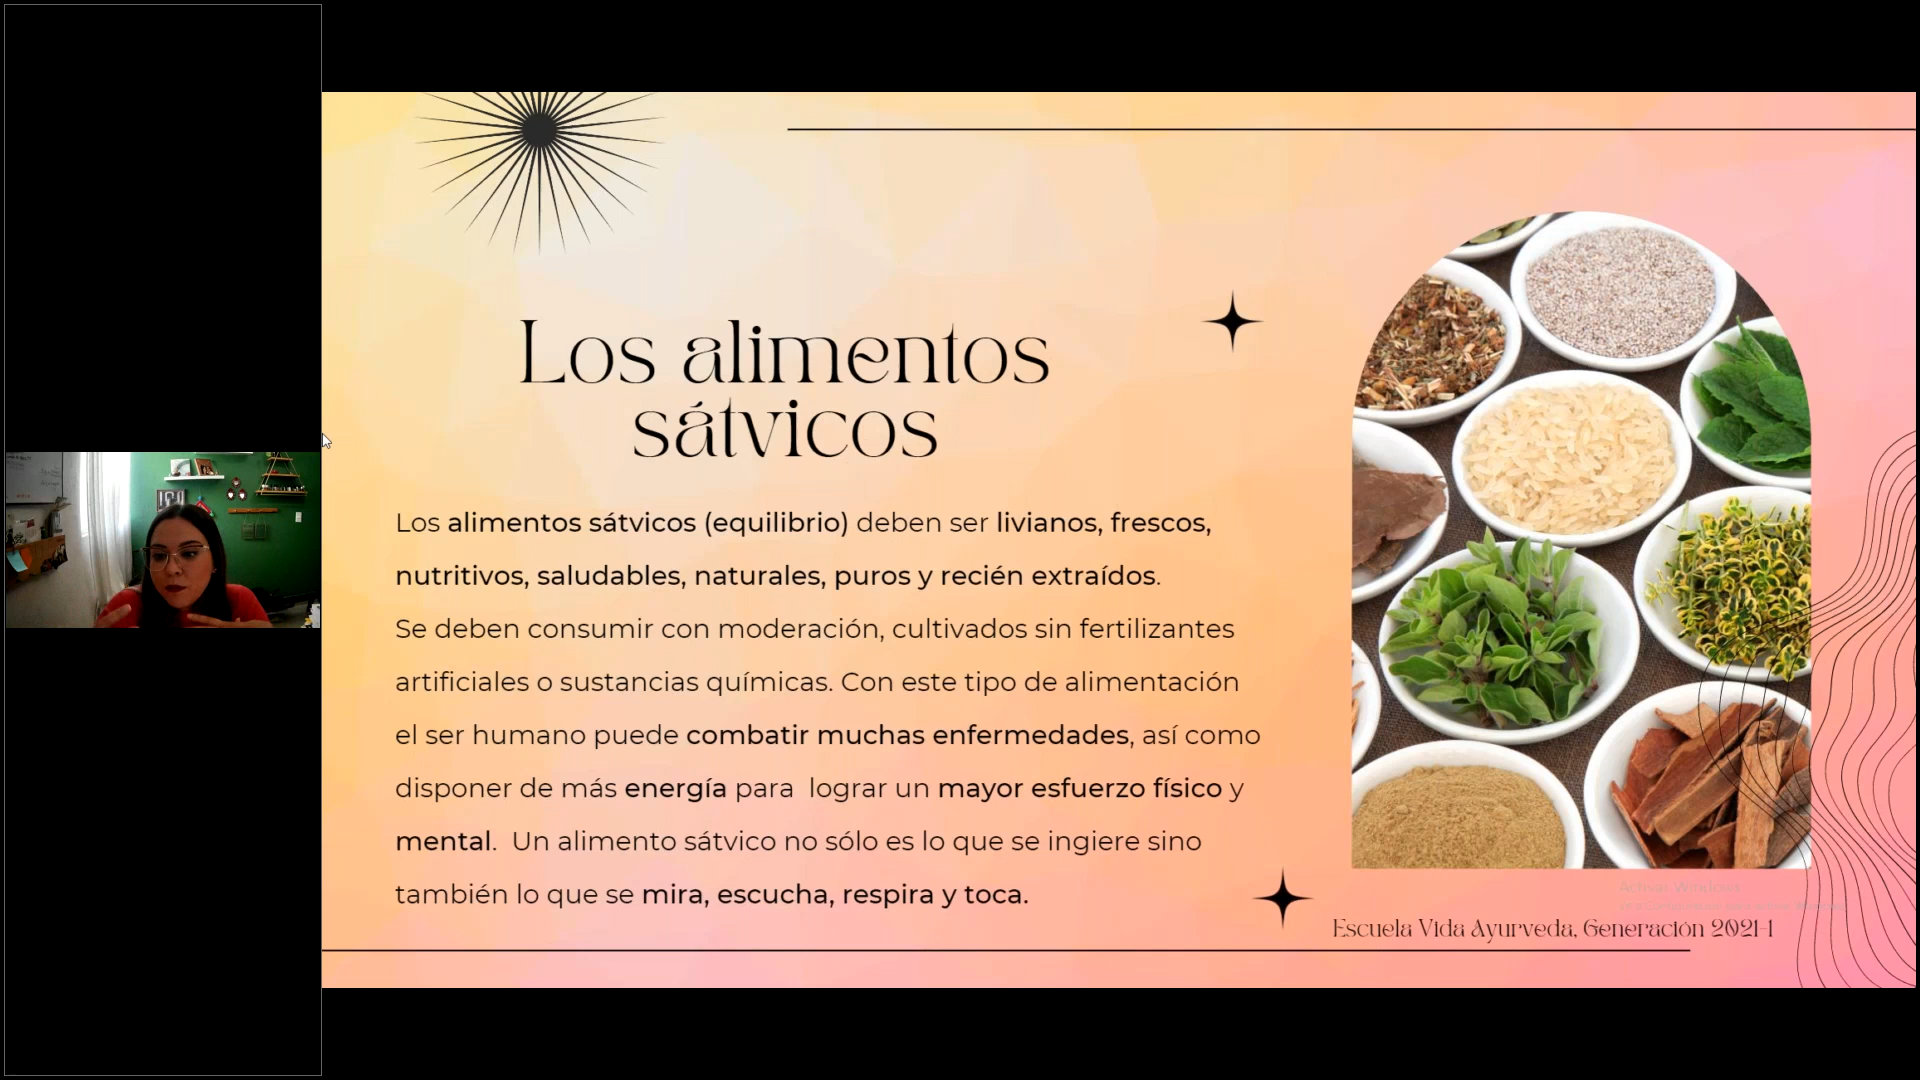 Los alimentos
sátvicos
Los alimentos sátvicos (equilibrio) deben ser livianos, frescos,
nutritivos, saludables, naturales, puros y recién extraídos.
Se deben consumir con moderación, cultivados sin fertilizantes
artificiales o sustancias químicas. Con este tipo de alimentación
el ser humano puede combatir muchas enfermedades, así como
disponer de más energía para lograr un mayor esfuerzo físico y
mental. Un alimento sátvico no sólo es lo que se ingiere sino
también lo que se mira, escucha, respira y toca.
Activar Windows
Escuela Vida Ayurveda, Generación 2021-1